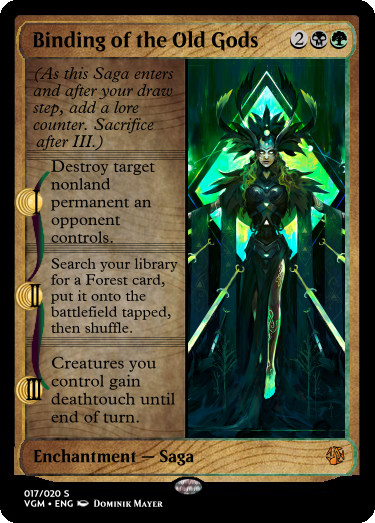 Binding of the Old Gods 2
(As this Saga enters
and after your draw
step, add a lore
counter. Sacrifice
after III.)
I
Destroy target
nonland
permanent an
opponent
controls.
II
Search your library
for a Forest card,
put it onto the
battlefield tapped,
then shuffle.
III
Creatures you
control gain
deathtouch until
end of turn.
Enchantment — Saga
017/020 S
VGM • ENG Dominik Mayer